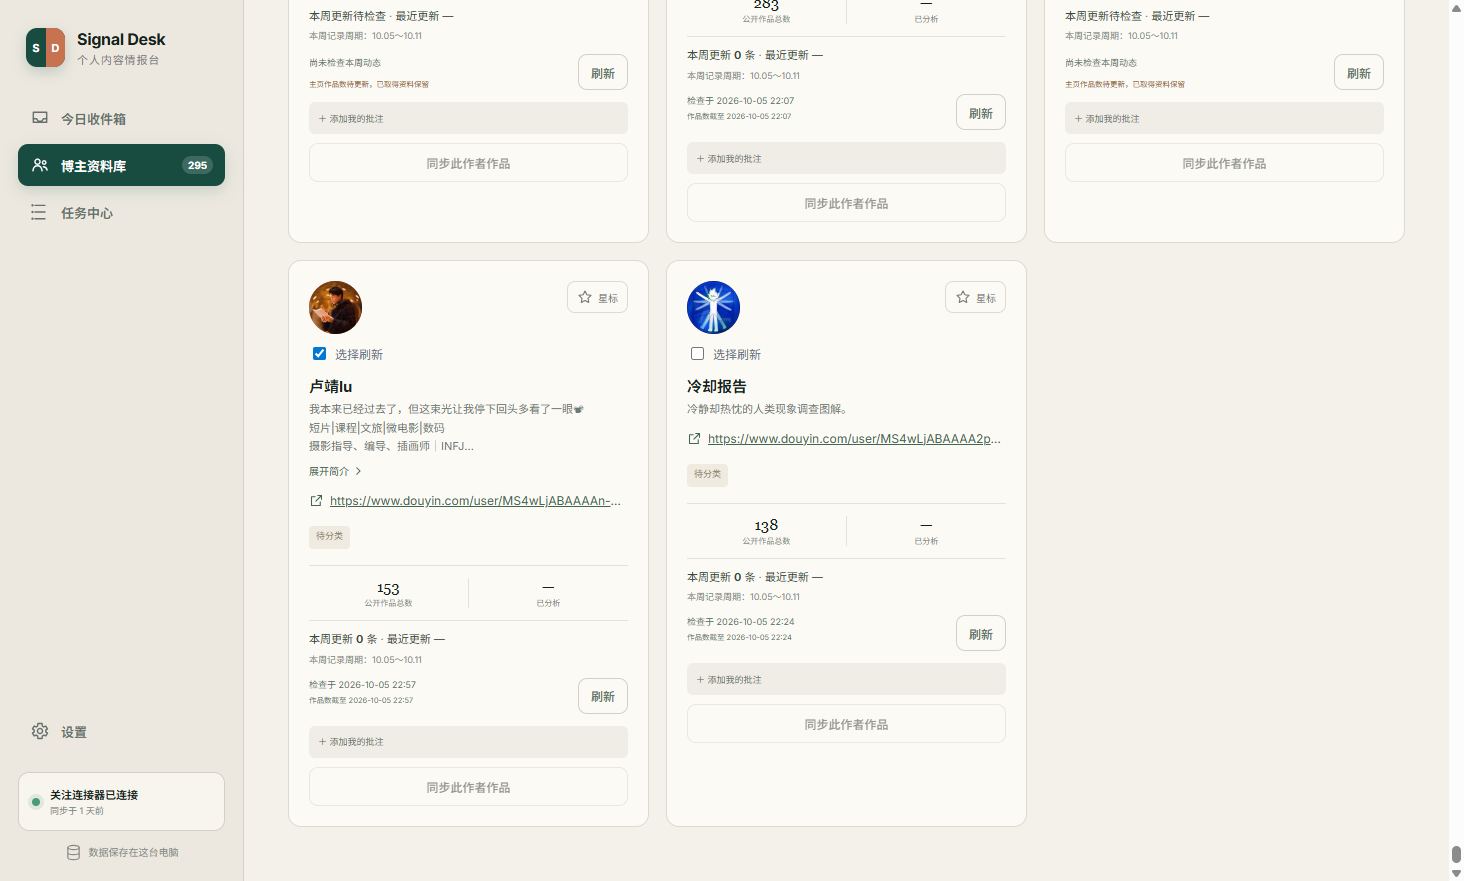 S D
Signal Desk
个人内容情报台
今日收件箱
博主资料库 295
任务中心
设置
关注连接器已连接
同步于 1 天前
数据保存在这台电脑
本周更新待检查 · 最近更新 —
本周记录周期：10.05～10.11
尚未检查本周动态
主页作品数待更新，已取得资料保留
刷新
+ 添加我的批注
同步此作者作品
283
公开作品总数
—
已分析
本周更新 0 条 · 最近更新 —
本周记录周期：10.05～10.11
检查于 2026-10-05 22:07
作品数截至 2026-10-05 22:07
刷新
+ 添加我的批注
同步此作者作品
本周更新待检查 · 最近更新 —
本周记录周期：10.05～10.11
尚未检查本周动态
主页作品数待更新，已取得资料保留
刷新
+ 添加我的批注
同步此作者作品
星标
选择刷新
卢靖lu
我本来已经过去了，但这束光让我停下回头多看了一眼
短片|课程|文旅|微电影|数码
摄影指导、编导、插画师｜INFJ...
展开简介
https://www.douyin.com/user/MS4wLjABAAAAn-...
待分类
153
公开作品总数
—
已分析
本周更新 0 条 · 最近更新 —
本周记录周期：10.05～10.11
检查于 2026-10-05 22:57
作品数截至 2026-10-05 22:57
刷新
+ 添加我的批注
同步此作者作品
星标
选择刷新
冷却报告
冷静却热忱的人类现象调查图解。
https://www.douyin.com/user/MS4wLjABAAAA2p...
待分类
138
公开作品总数
—
已分析
本周更新 0 条 · 最近更新 —
本周记录周期：10.05～10.11
检查于 2026-10-05 22:24
作品数截至 2026-10-05 22:24
刷新
+ 添加我的批注
同步此作者作品